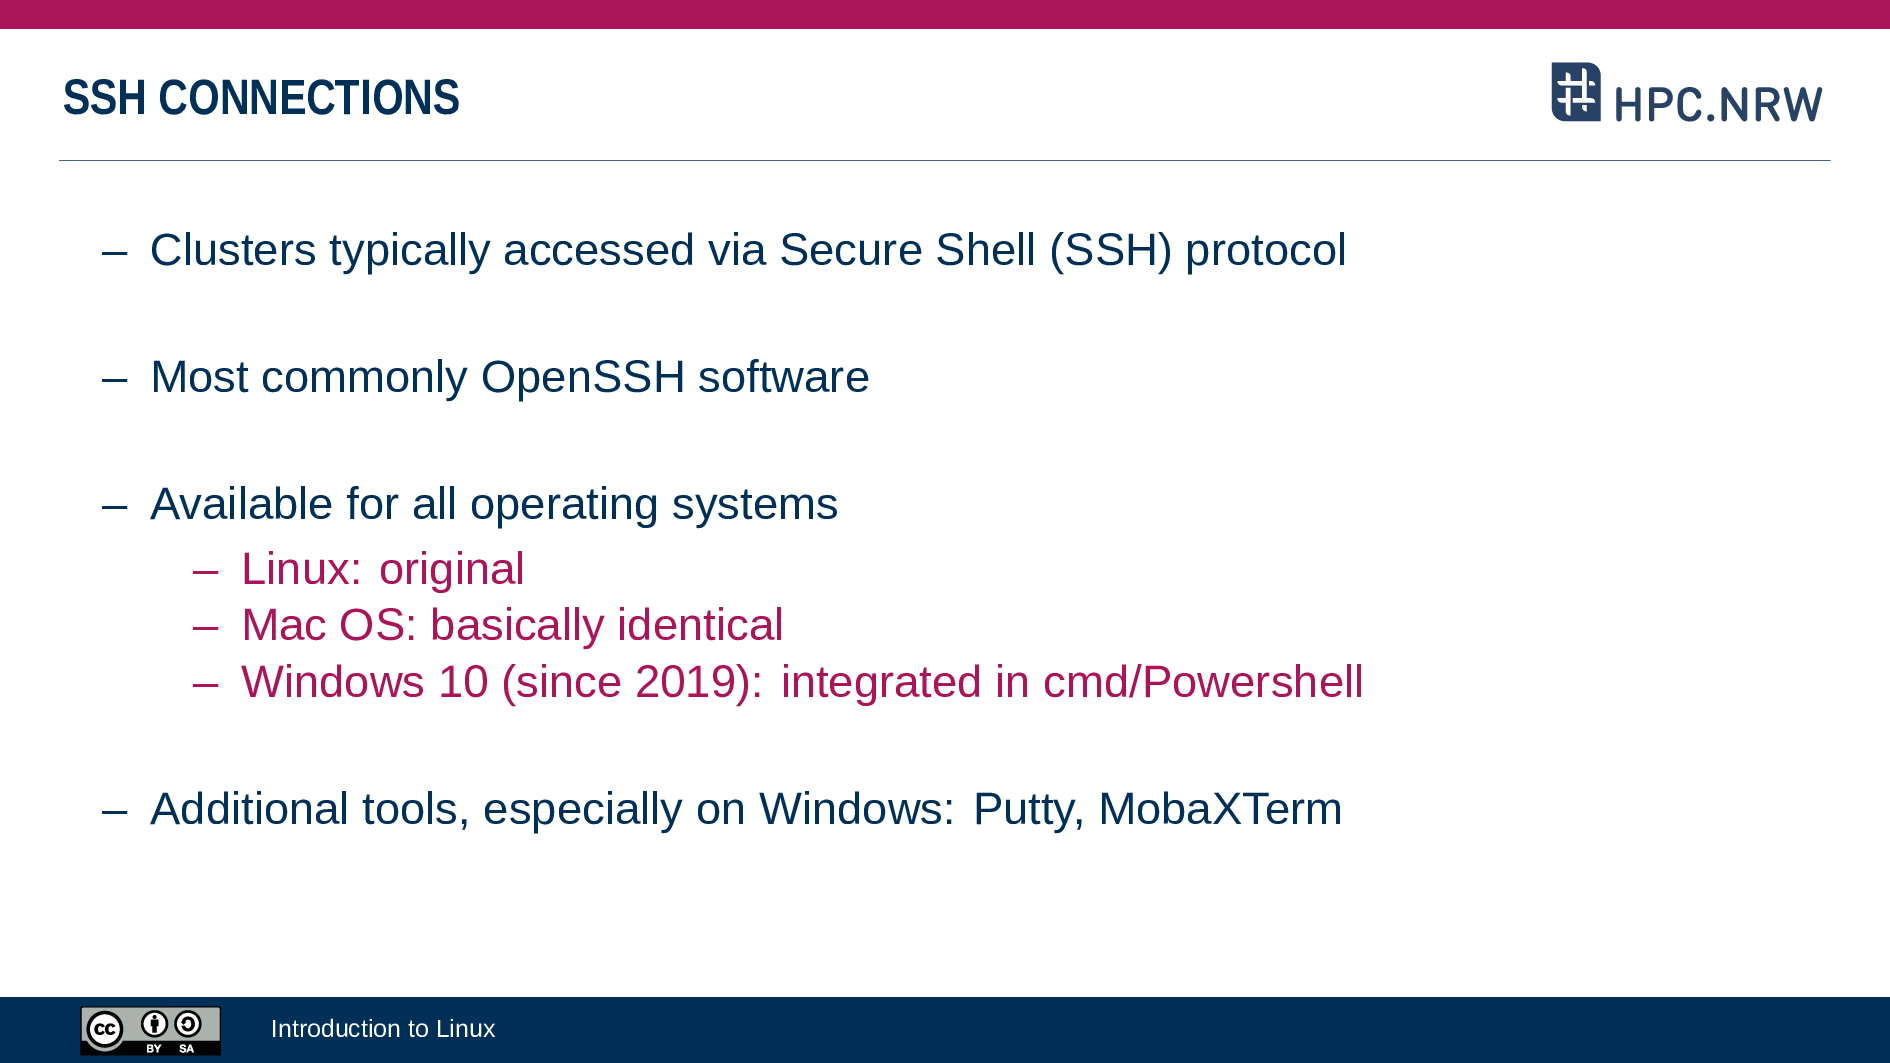 SSH CONNECTIONS
HPC.NRW
– Clusters typically accessed via Secure Shell (SSH) protocol
– Most commonly OpenSSH software
– Available for all operating systems
– Linux: original
– Mac OS: basically identical
– Windows 10 (since 2019): integrated in cmd/Powershell
– Additional tools, especially on Windows: Putty, MobaXTerm
cc BY SA
Introduction to Linux